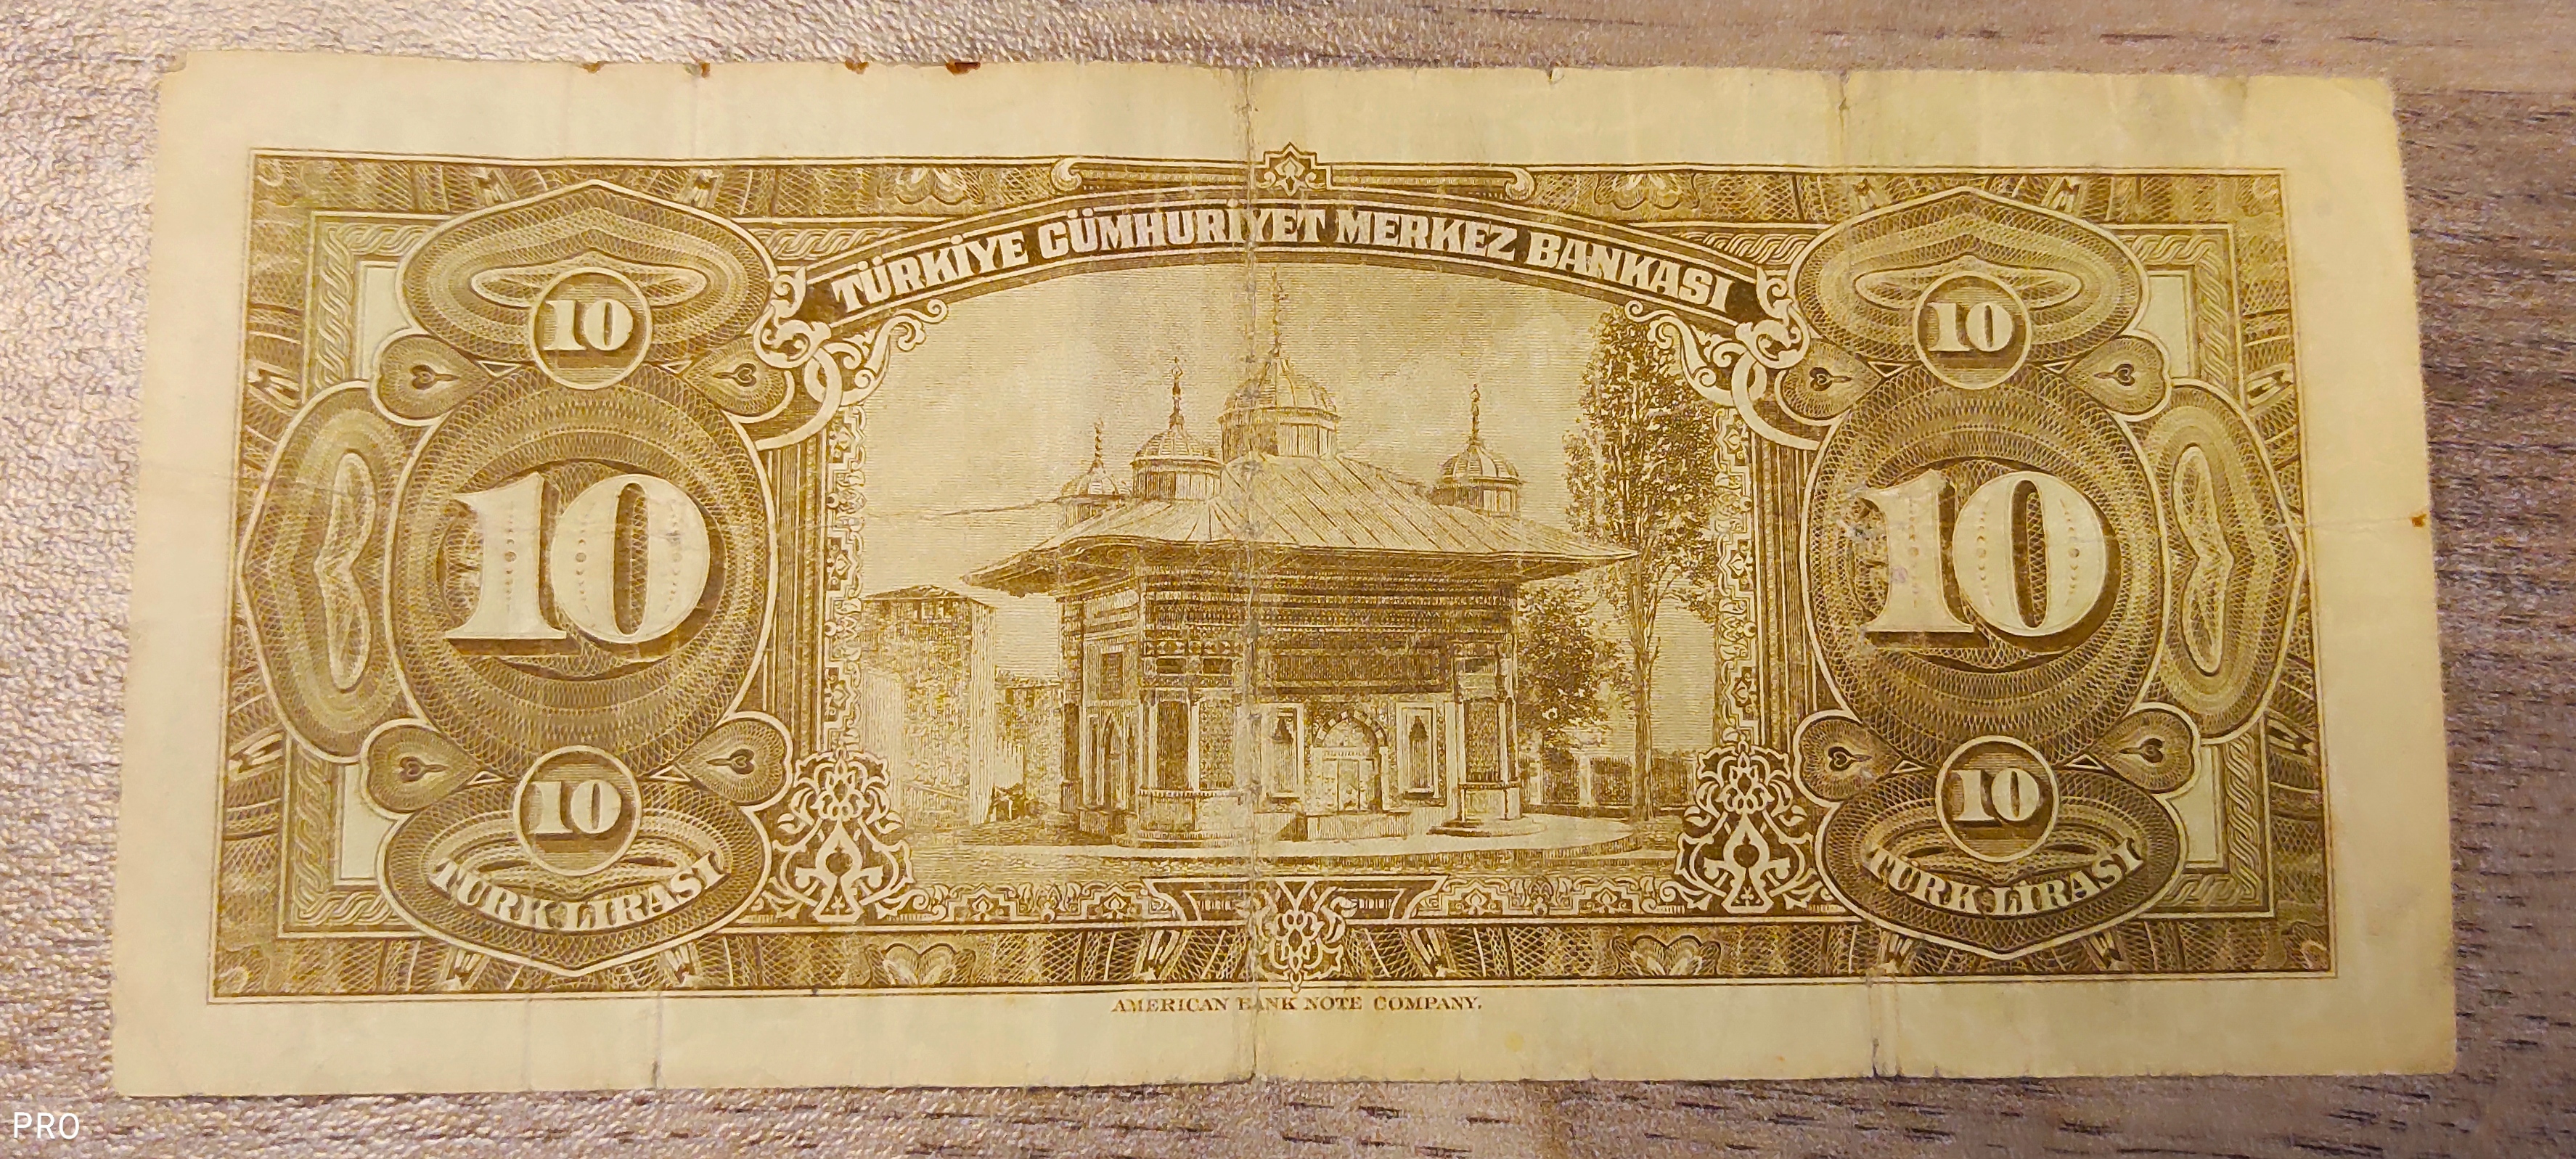 TÜRKİYE CÜMHURİYET MERKEZ BANKASI
10
10
10
10
10
10
TÜRK LİRASI
TÜRK LİRASI
AMERICAN BANK NOTE COMPANY.
PRO